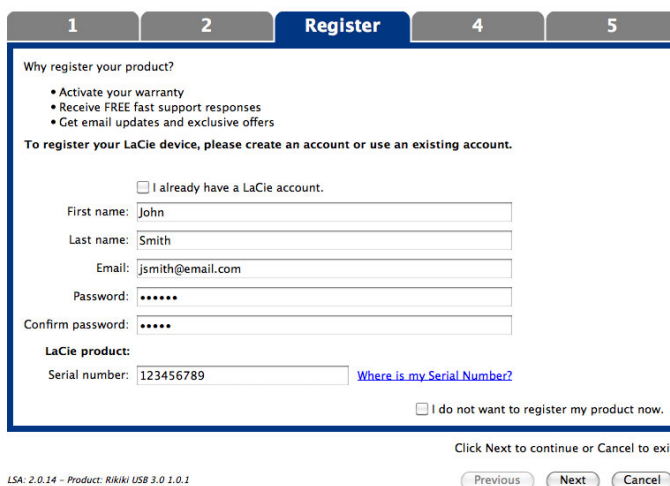 1 2 Register 4 5
Why register your product?
• Activate your warranty
• Receive FREE fast support responses
• Get email updates and exclusive offers
To register your LaCie device, please create an account or use an existing account.
I already have a LaCie account.
First name: John
Last name: Smith
Email: jsmith@email.com
Password: ••••••
Confirm password: •••••
LaCie product:
Serial number: 123456789 Where is my Serial Number?
I do not want to register my product now.
Click Next to continue or Cancel to exi
LSA: 2.0.14 – Product: Rikiki USB 3.0 1.0.1
Previous Next Cancel